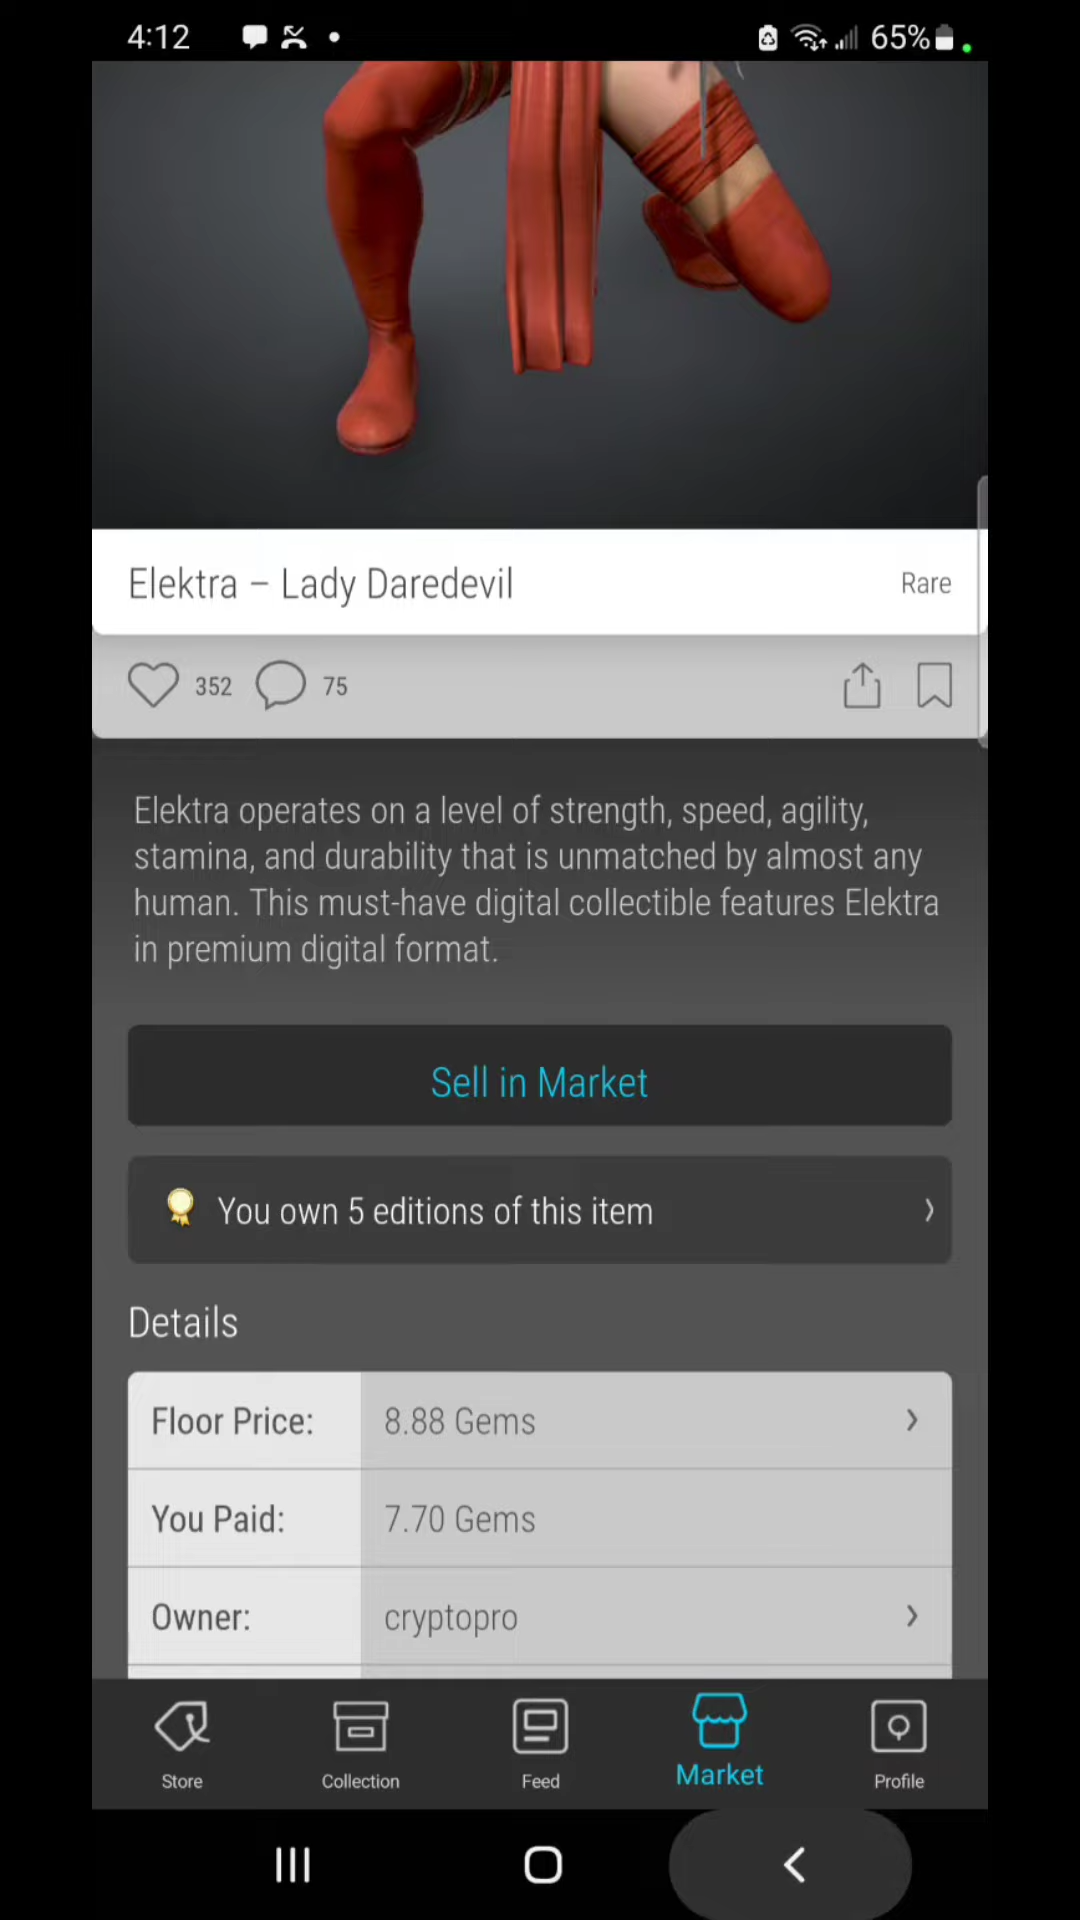 4:12
65%
Elektra – Lady Daredevil
Rare
352
75
Elektra operates on a level of strength, speed, agility,
stamina, and durability that is unmatched by almost any
human. This must-have digital collectible features Elektra
in premium digital format.
Sell in Market
You own 5 editions of this item
Details
Floor Price: 8.88 Gems
You Paid: 7.70 Gems
Owner: cryptopro
Store
Collection
Feed
Market
Profile